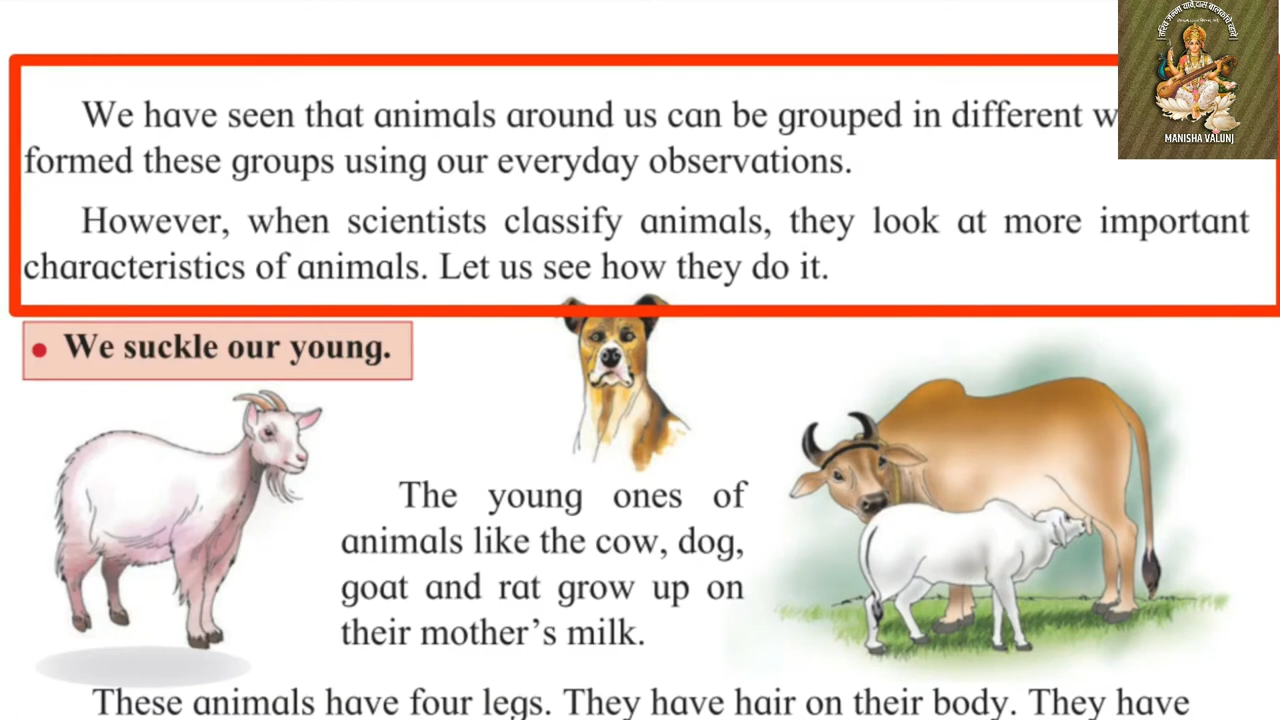 We have seen that animals around us can be grouped in different
formed these groups using our everyday observations.
However, when scientists classify animals, they look at more important
characteristics of animals. Let us see how they do it.
• We suckle our young.
The young ones of
animals like the cow, dog,
goat and rat grow up on
their mother's milk.
These animals have four legs. They have hair on their body. They have
MANISHA VALUNJ